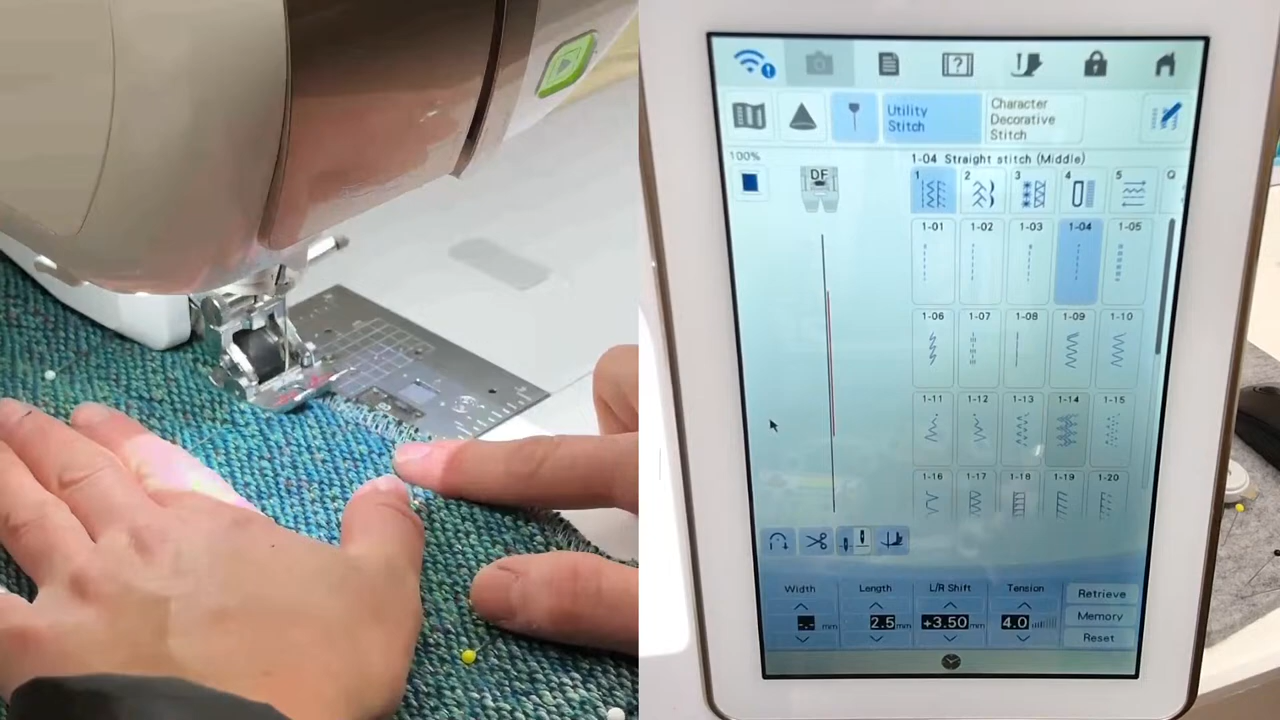 Utility
Stitch
Character
Decorative
Stitch
100%
DF
1-04 Straight stitch (Middle)
1 2 3 4 5
1-01 1-02 1-03 1-04 1-05
1-06 1-07 1-08 1-09 1-10
1-11 1-12 1-13 1-14 1-15
1-16 1-17 1-18 1-19 1-20
Width Length L/R Shift Tension
-.- mm 2.5 mm +3.50 mm 4.0
Retrieve
Memory
Reset